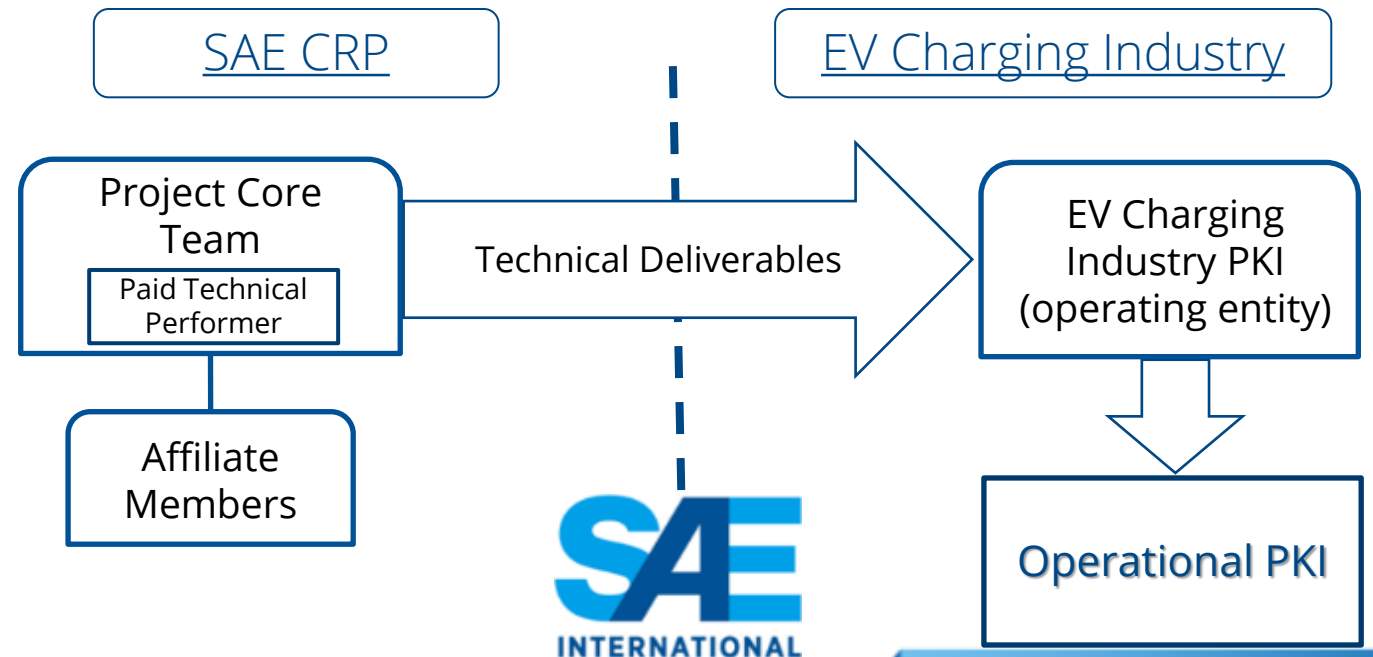 SAE CRP
EV Charging Industry
Project Core
Team
Paid Technical
Performer
Technical Deliverables
EV Charging
Industry PKI
(operating entity)
Affiliate
Members
Operational PKI
SAE
INTERNATIONAL